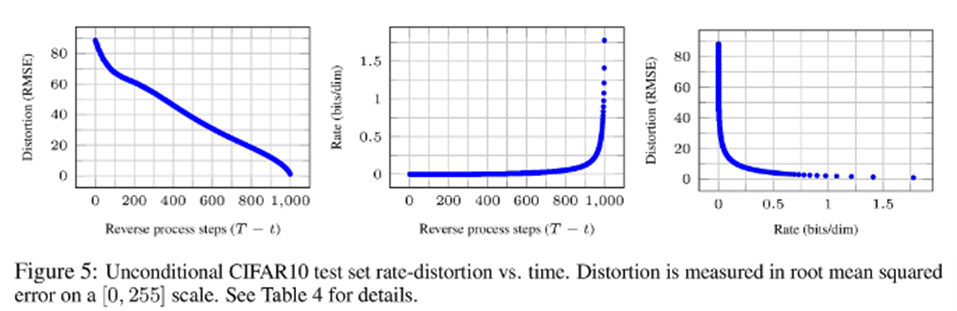 Distortion (RMSE)
80
60
40
20
0
0 200 400 600 800 1,000
Reverse process steps (T − t)
Rate (bits/dim)
1.5
1
0.5
0
0 200 400 600 800 1,000
Reverse process steps (T − t)
Distortion (RMSE)
80
60
40
20
0
0 0.5 1 1.5
Rate (bits/dim)
Figure 5: Unconditional CIFAR10 test set rate-distortion vs. time. Distortion is measured in root mean squared
error on a [0, 255] scale. See Table 4 for details.